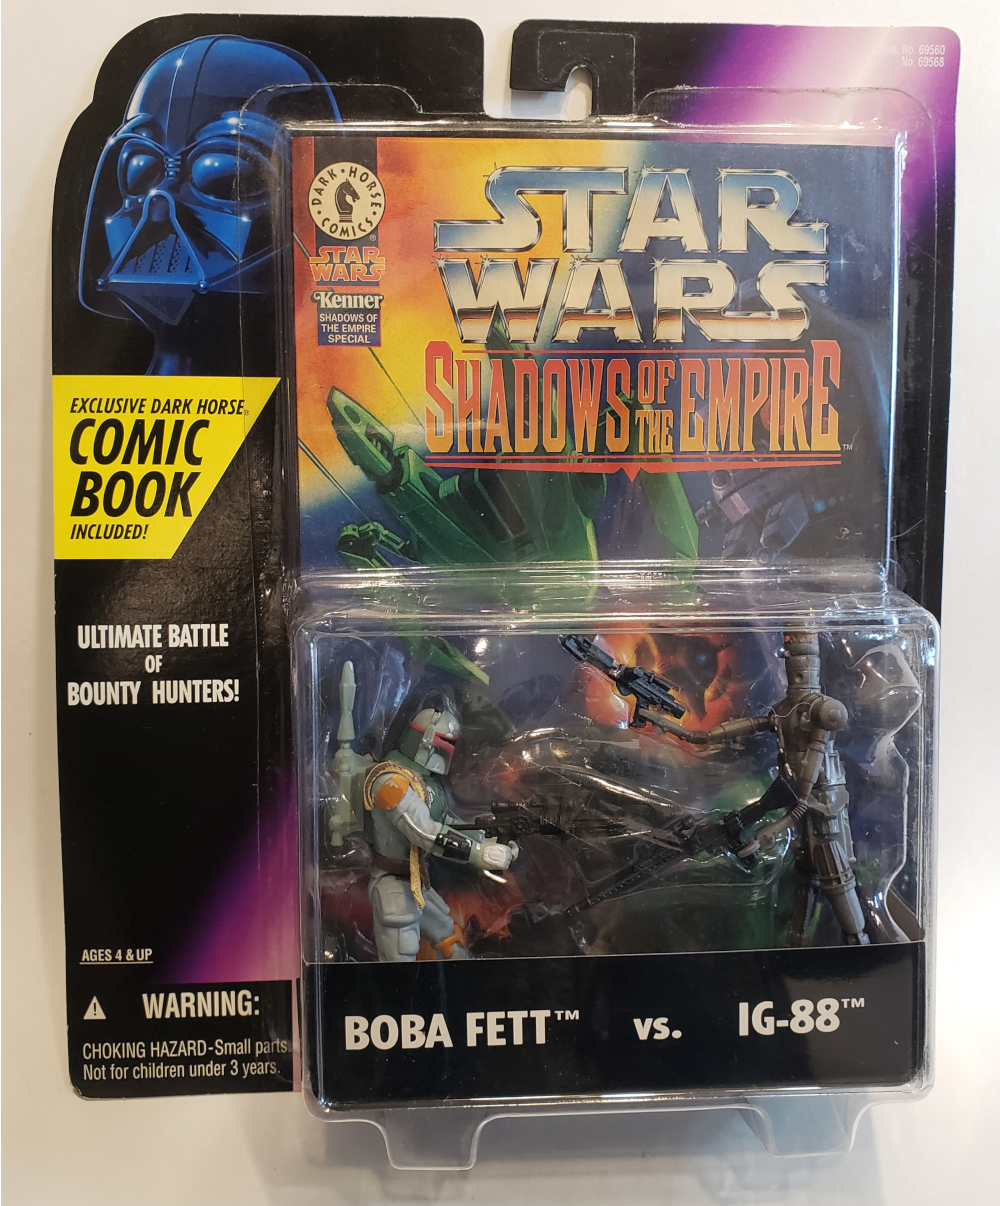 Asst. No. 69560
No. 69568
DARK • HORSE
• COMICS •
®
STAR
WARS
Kenner
SHADOWS OF
THE EMPIRE
SPECIAL
STAR
WARS
®
SHADOWS OF
THE EMPIRE
™
EXCLUSIVE DARK HORSE®
COMIC
BOOK
INCLUDED!
ULTIMATE BATTLE
OF
BOUNTY HUNTERS!
AGES 4 & UP
⚠ WARNING:
CHOKING HAZARD-Small parts.
Not for children under 3 years.
BOBA FETT™ vs. IG-88™